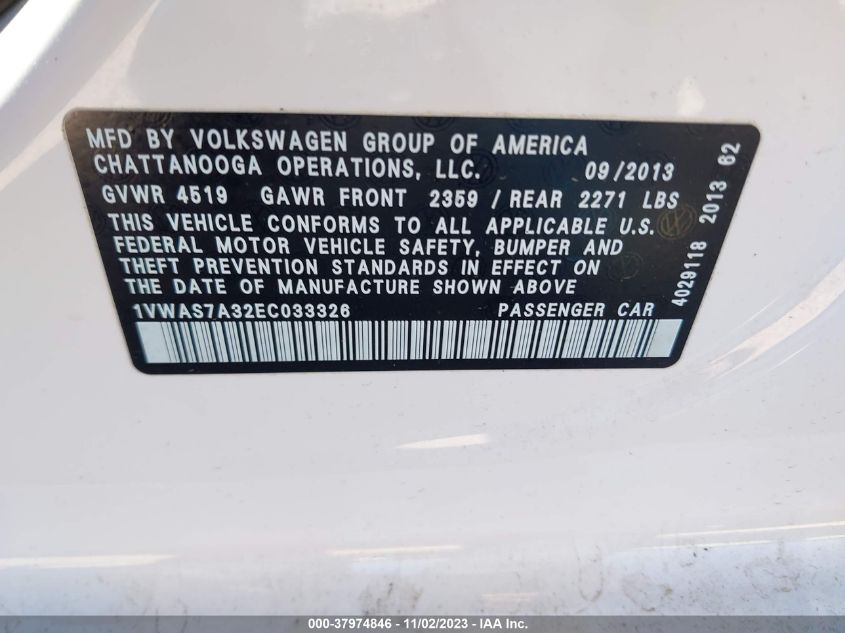 MFD BY VOLKSWAGEN GROUP OF AMERICA
CHATTANOOGA OPERATIONS, LLC. 09/2013
GVWR 4519 GAWR FRONT 2359 / REAR 2271 LBS
THIS VEHICLE CONFORMS TO ALL APPLICABLE U.S.
FEDERAL MOTOR VEHICLE SAFETY, BUMPER AND
THEFT PREVENTION STANDARDS IN EFFECT ON
THE DATE OF MANUFACTURE SHOWN ABOVE
1VWAS7A32EC033326 PASSENGER CAR
4029118 2013 62
000-37974846 - 11/02/2023 - IAA Inc.